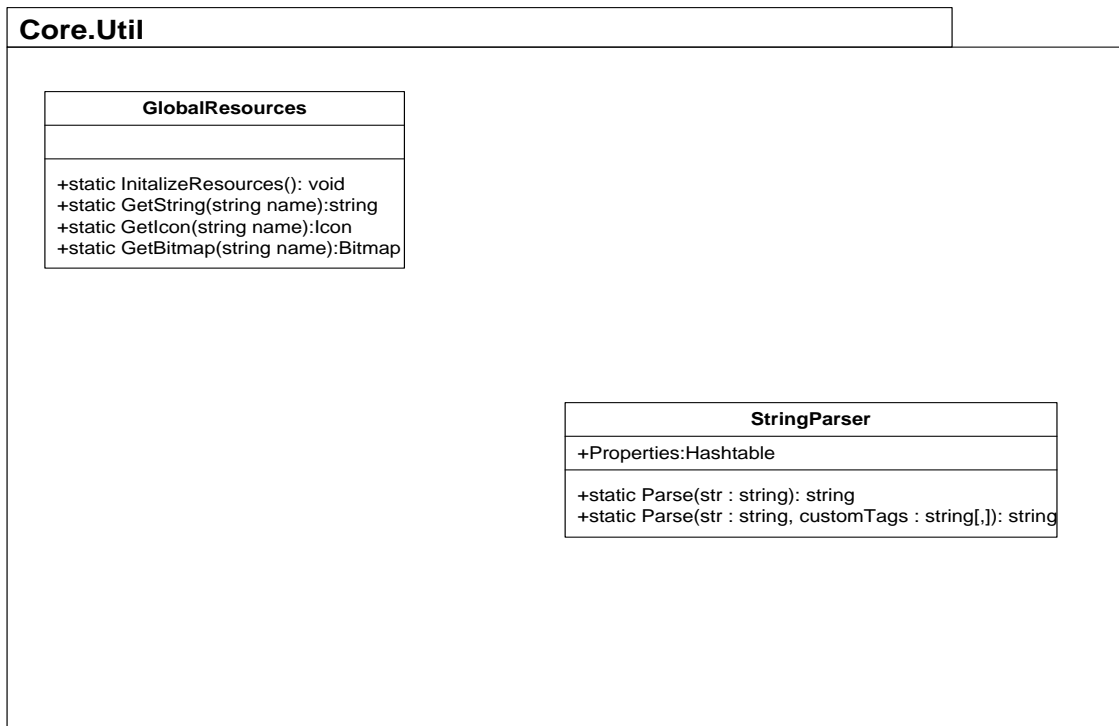 Core.Util
GlobalResources
+static InitalizeResources(): void
+static GetString(string name):string
+static GetIcon(string name):Icon
+static GetBitmap(string name):Bitmap
StringParser
+Properties:Hashtable
+static Parse(str : string): string
+static Parse(str : string, customTags : string[,]): string